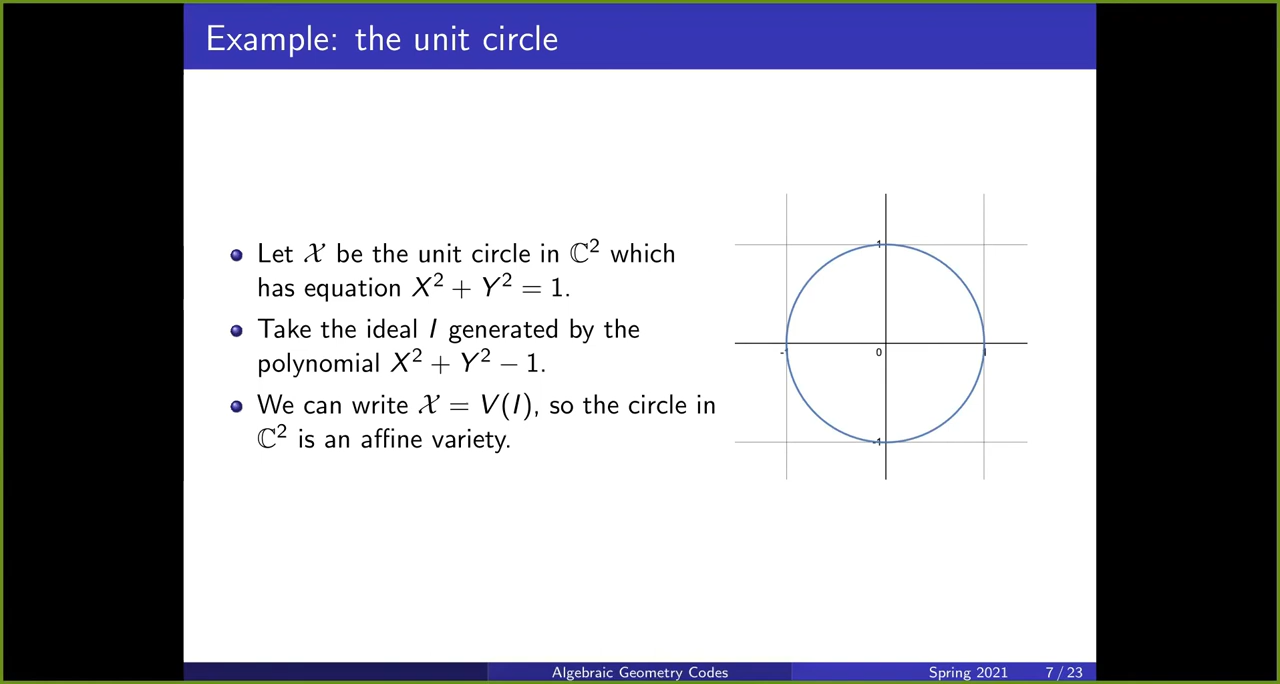 Example: the unit circle
Let 𝒳 be the unit circle in ℂ² which
has equation X² + Y² = 1.
Take the ideal I generated by the
polynomial X² + Y² − 1.
We can write 𝒳 = V(I), so the circle in
ℂ² is an affine variety.
1
0
-1
Algebraic Geometry Codes
Spring 2021
7 / 23